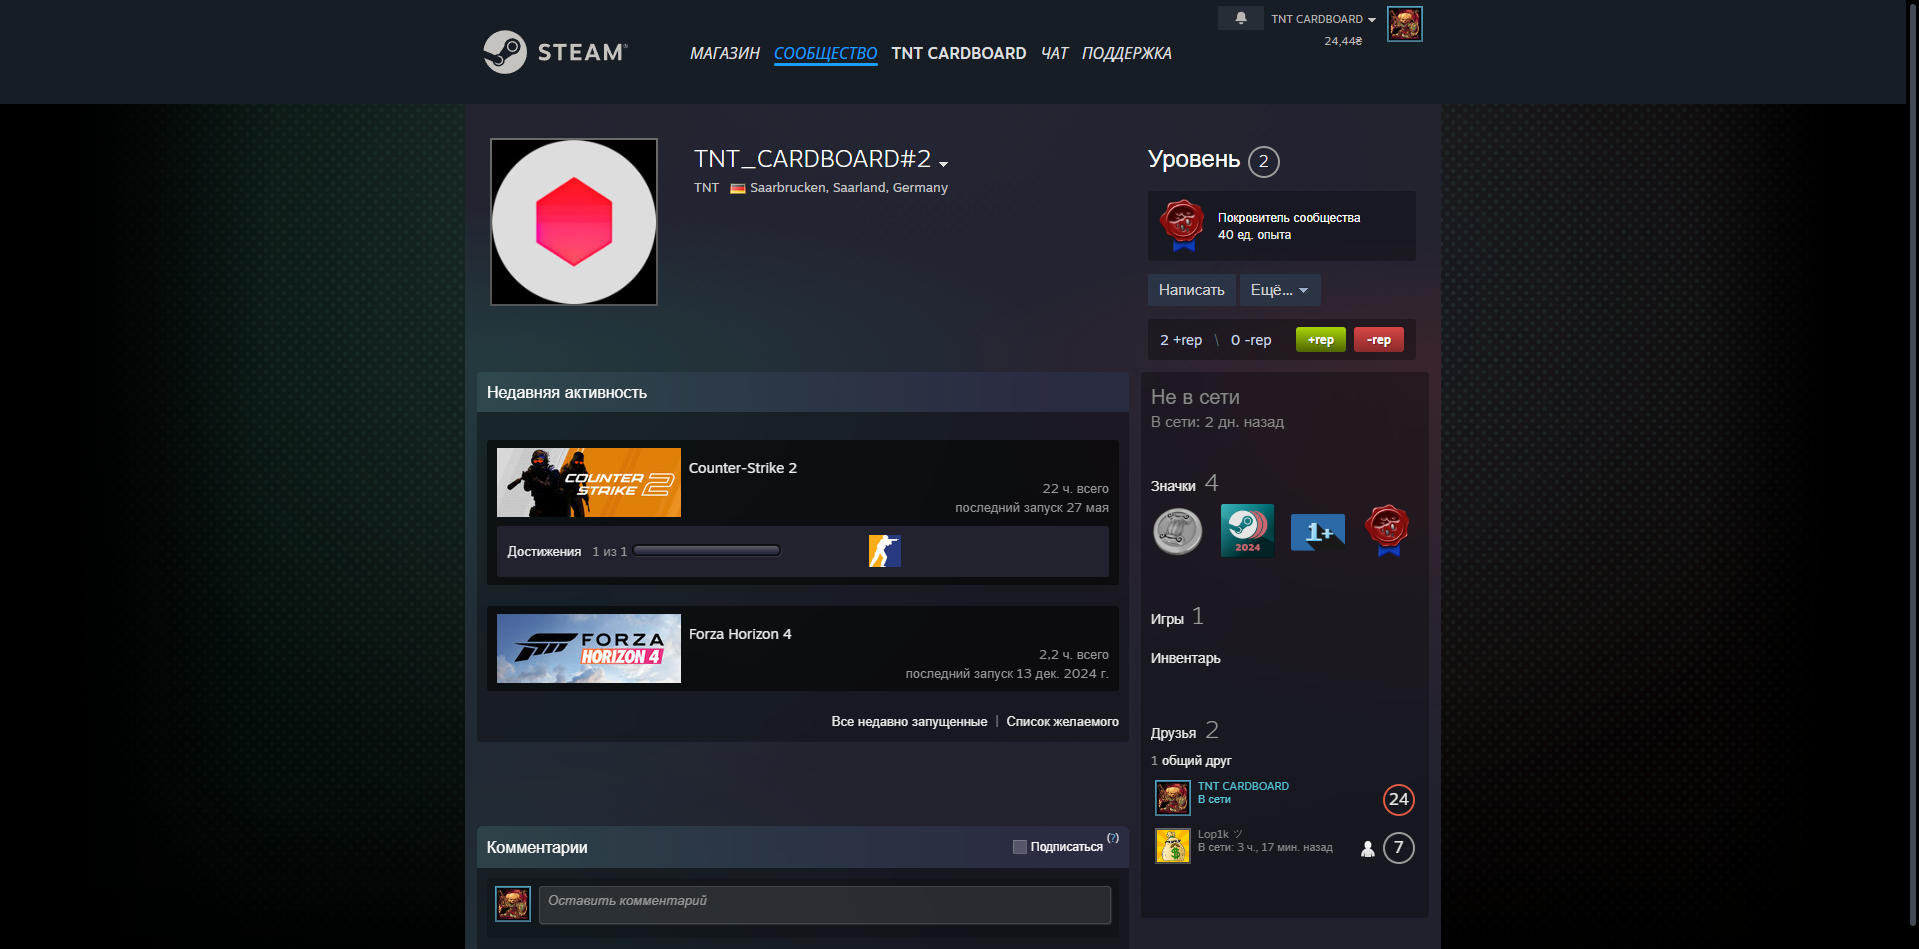 TNT CARDBOARD
24,44₴
STEAM®
МАГАЗИН СООБЩЕСТВО TNT CARDBOARD ЧАТ ПОДДЕРЖКА
TNT_CARDBOARD#2
TNT Saarbrucken, Saarland, Germany
Уровень 2
Покровитель сообщества
40 ед. опыта
Написать Ещё...
2 +rep \ 0 -rep +rep -rep
Недавняя активность
COUNTER STRIKE 2
Counter-Strike 2
22 ч. всего
последний запуск 27 мая
Достижения 1 из 1
FORZA
HORIZON 4
Forza Horizon 4
2,2 ч. всего
последний запуск 13 дек. 2024 г.
Все недавно запущенные | Список желаемого
Комментарии
Подписаться (?)
Оставить комментарий
Не в сети
В сети: 2 дн. назад
Значки 4
2024
1+
Игры 1
Инвентарь
Друзья 2
1 общий друг
TNT CARDBOARD
В сети
24
Lop1k ツ
В сети: 3 ч., 17 мин. назад
7